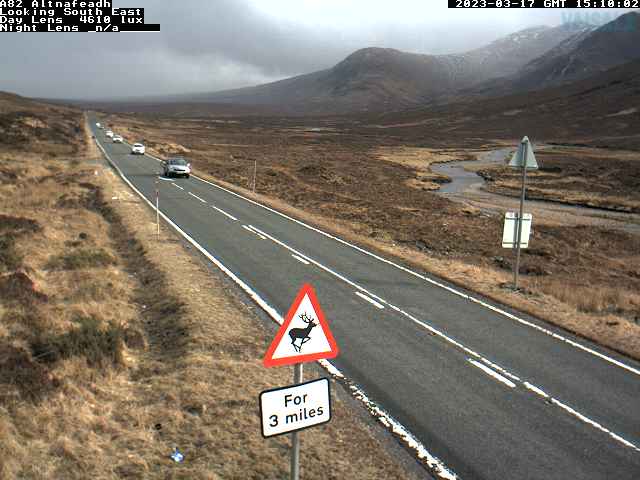 A82 Altnafeadh
Looking South East
Day Lens 4610 lux
Night Lens n/a
2023-03-17 GMT 15:10:02
VAISALA
For
3 miles